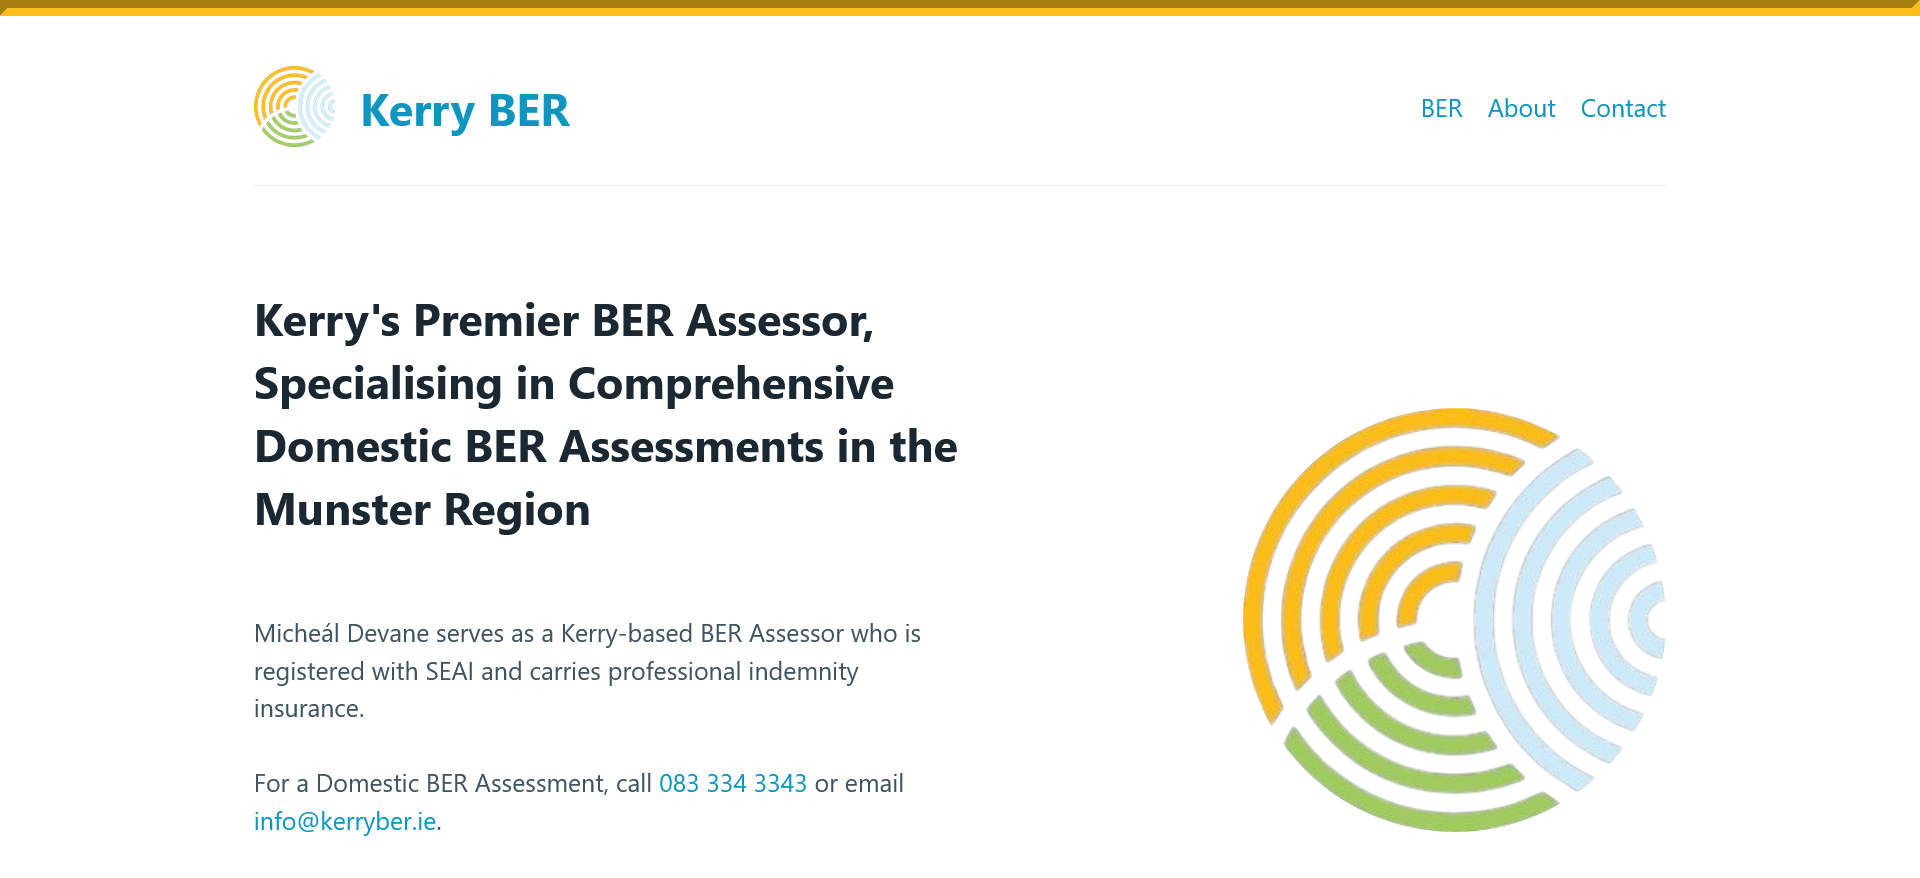 Kerry BER
BER About Contact
Kerry's Premier BER Assessor,
Specialising in Comprehensive
Domestic BER Assessments in the
Munster Region
Micheál Devane serves as a Kerry-based BER Assessor who is
registered with SEAI and carries professional indemnity
insurance.
For a Domestic BER Assessment, call 083 334 3343 or email
info@kerryber.ie.